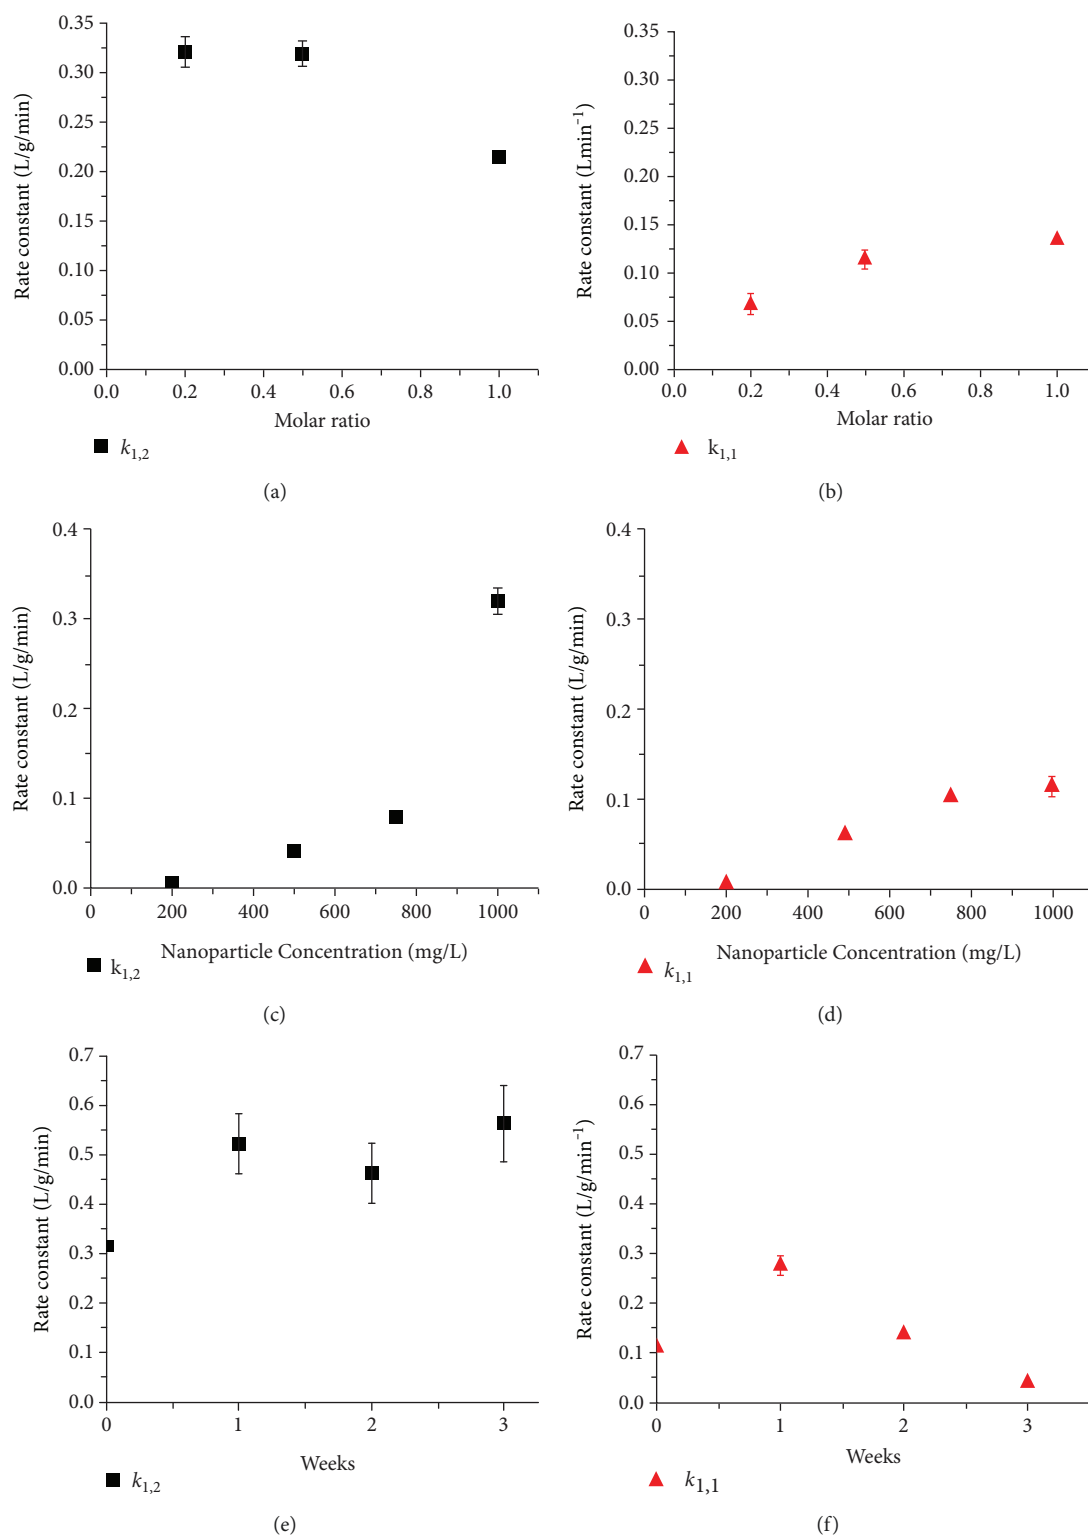 0.35
0.30
0.25
0.20
0.15
0.10
0.05
0.00
Rate constant (L/g/min)
0.0 0.2 0.4 0.6 0.8 1.0
Molar ratio
k1,2
(a)
0.35
0.30
0.25
0.20
0.15
0.10
0.05
0.00
Rate constant (Lmin⁻¹)
0.0 0.2 0.4 0.6 0.8 1.0
Molar ratio
k1,1
(b)
0.4
0.3
0.2
0.1
0.0
Rate constant (L/g/min)
0 200 400 600 800 1000
Nanoparticle Concentration (mg/L)
k1,2
(c)
0.4
0.3
0.2
0.1
0.0
Rate constant (L/g/min)
0 200 400 600 800 1000
Nanoparticle Concentration (mg/L)
k1,1
(d)
0.7
0.6
0.5
0.4
0.3
0.2
0.1
0.0
Rate constant (L/g/min)
0 1 2 3
Weeks
k1,2
(e)
0.7
0.6
0.5
0.4
0.3
0.2
0.1
0.0
Rate constant (L/g/min⁻¹)
0 1 2 3
Weeks
k1,1
(f)